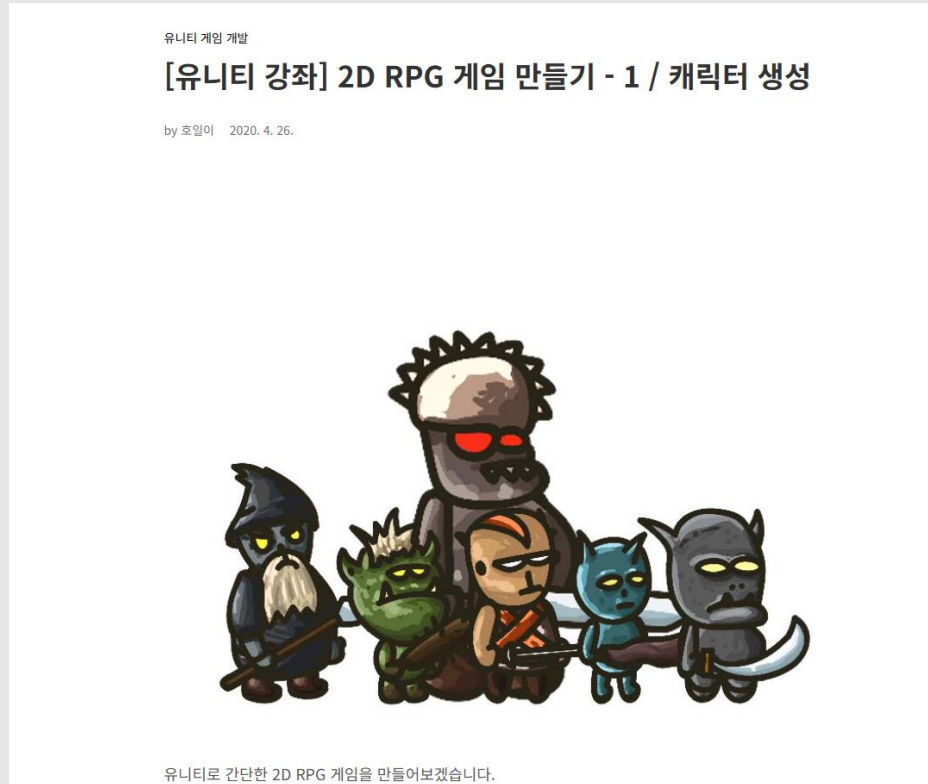 유니티 게임 개발
[유니티 강좌] 2D RPG 게임 만들기 - 1 / 캐릭터 생성
by 호일이 2020. 4. 26.
유니티로 간단한 2D RPG 게임을 만들어보겠습니다.